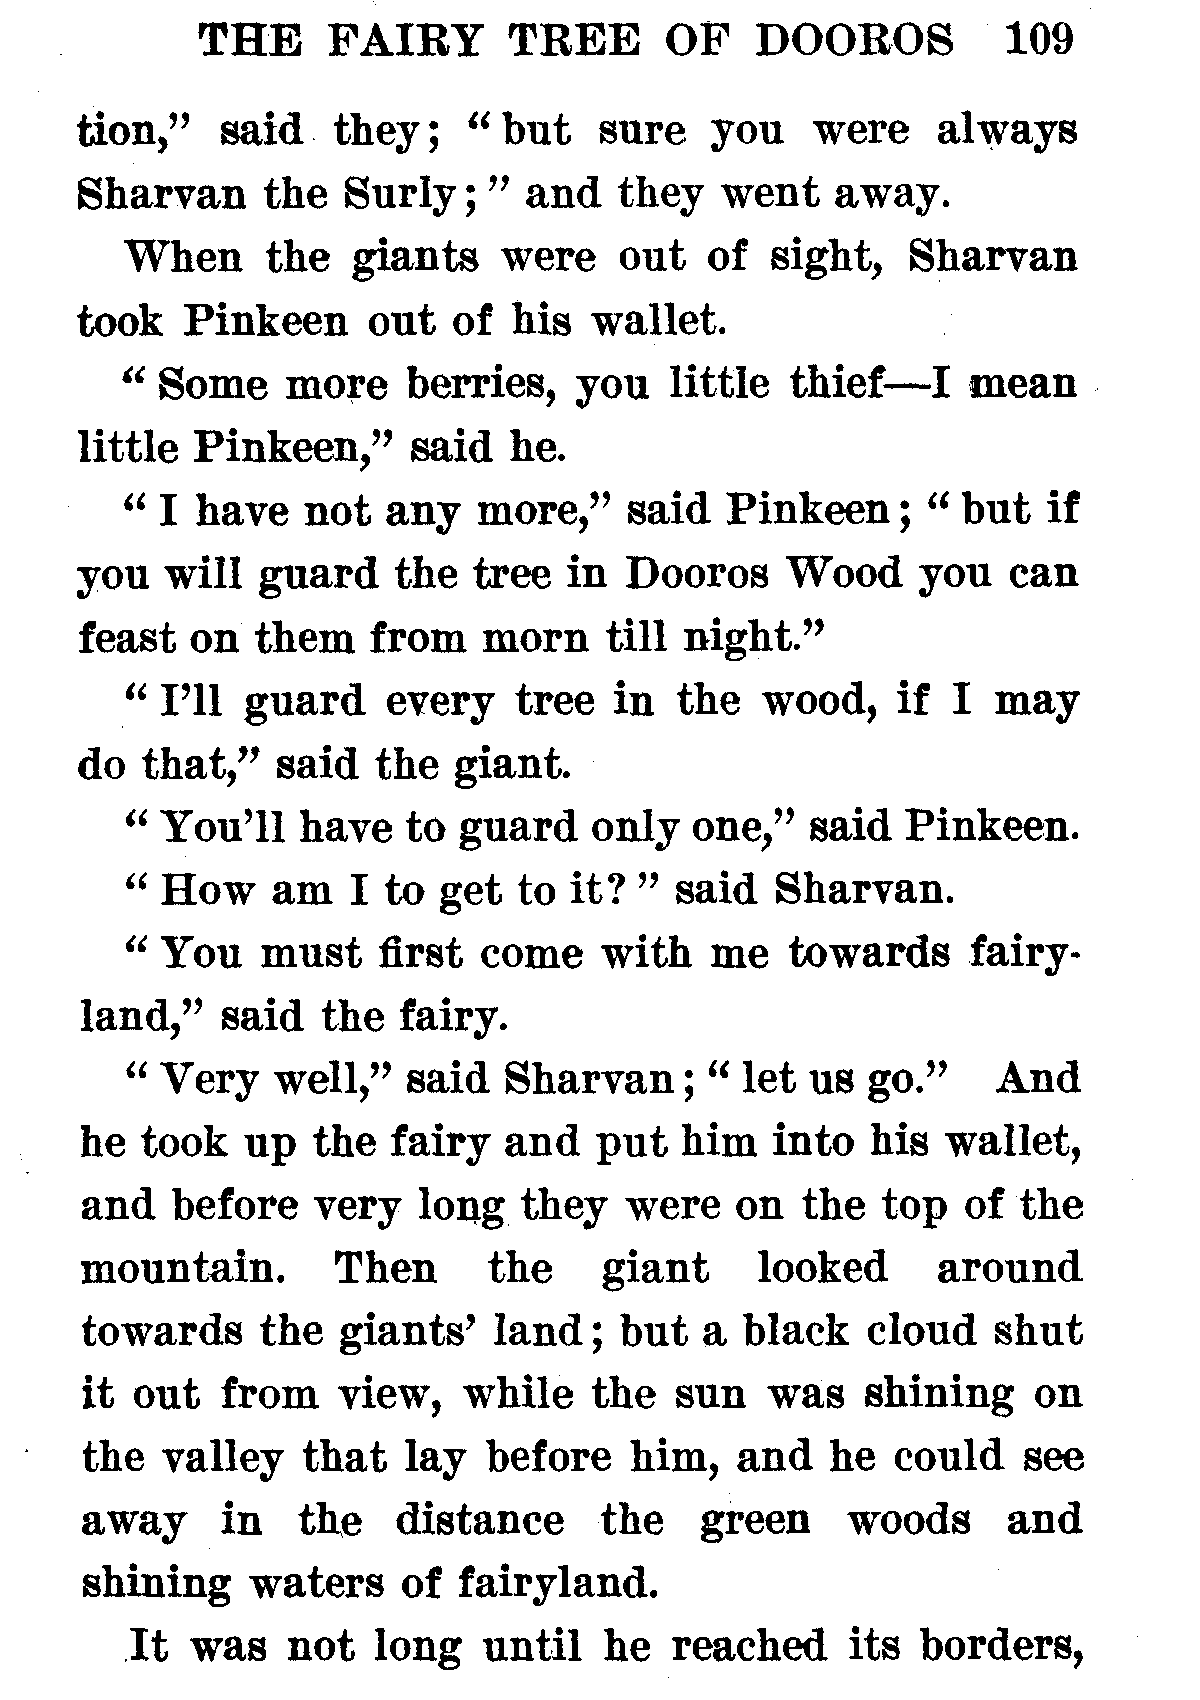 THE FAIRY TREE OF DOOROS 109
tion,” said they; “but sure you were always
Sharvan the Surly;” and they went away.
When the giants were out of sight, Sharvan
took Pinkeen out of his wallet.
“Some more berries, you little thief—I mean
little Pinkeen,” said he.
“I have not any more,” said Pinkeen; “but if
you will guard the tree in Dooros Wood you can
feast on them from morn till night.”
“I’ll guard every tree in the wood, if I may
do that,” said the giant.
“You’ll have to guard only one,” said Pinkeen.
“How am I to get to it?” said Sharvan.
“You must first come with me towards fairy-
land,” said the fairy.
“Very well,” said Sharvan; “let us go.” And
he took up the fairy and put him into his wallet,
and before very long they were on the top of the
mountain. Then the giant looked around
towards the giants’ land; but a black cloud shut
it out from view, while the sun was shining on
the valley that lay before him, and he could see
away in the distance the green woods and
shining waters of fairyland.
It was not long until he reached its borders,